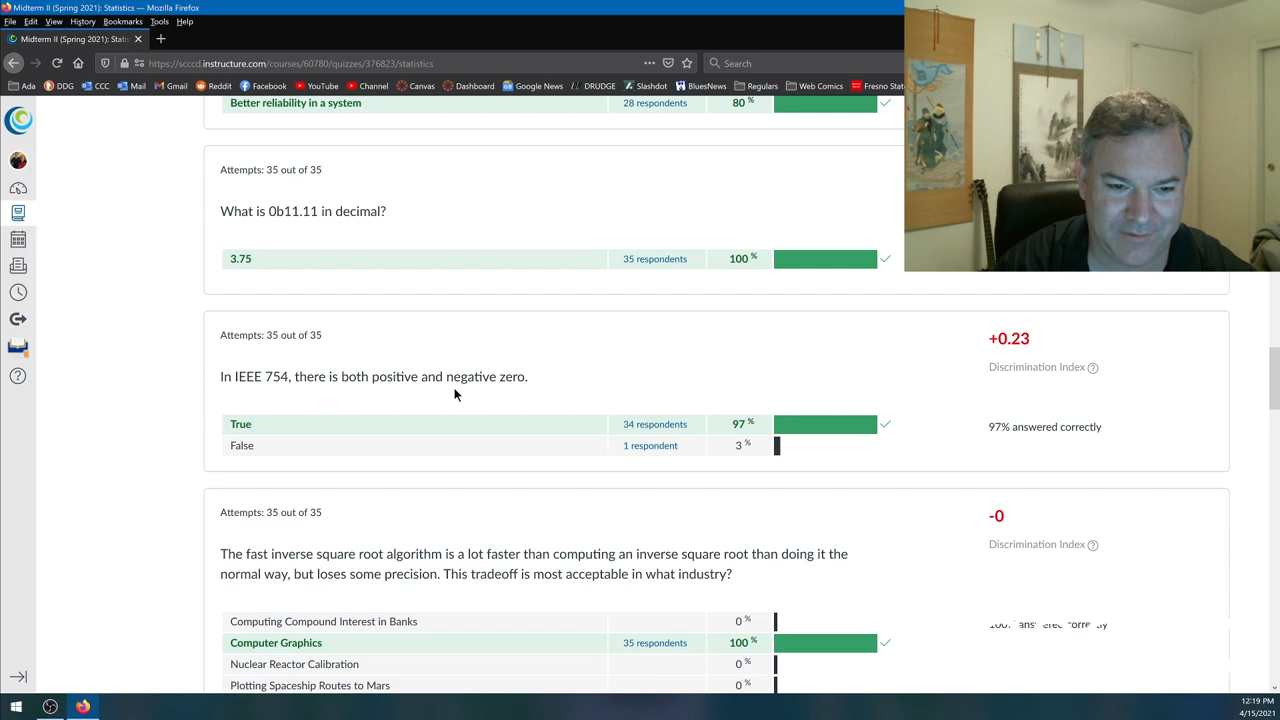 Midterm II (Spring 2021): Statistics — Mozilla Firefox
File Edit View History Bookmarks Tools Help
Midterm II (Spring 2021): Statis
https://scccd.instructure.com/courses/60780/quizzes/376823/statistics
Search
Ada DDG CCC Mail Gmail Reddit Facebook YouTube Channel Canvas Dashboard Google News DRUDGE Slashdot BluesNews Regulars Web Comics Fresno Stat
Better reliability in a system 28 respondents 80 %
Attempts: 35 out of 35
What is 0b11.11 in decimal?
3.75 35 respondents 100 %
Attempts: 35 out of 35
+0.23
Discrimination Index ?
In IEEE 754, there is both positive and negative zero.
True 34 respondents 97 %
97% answered correctly
False 1 respondent 3 %
Attempts: 35 out of 35
-0
Discrimination Index ?
The fast inverse square root algorithm is a lot faster than computing an inverse square root than doing it the
normal way, but loses some precision. This tradeoff is most acceptable in what industry?
Computing Compound Interest in Banks 0 %
Computer Graphics 35 respondents 100 %
Nuclear Reactor Calibration 0 %
Plotting Spaceship Routes to Mars 0 %
12:19 PM
4/15/2021